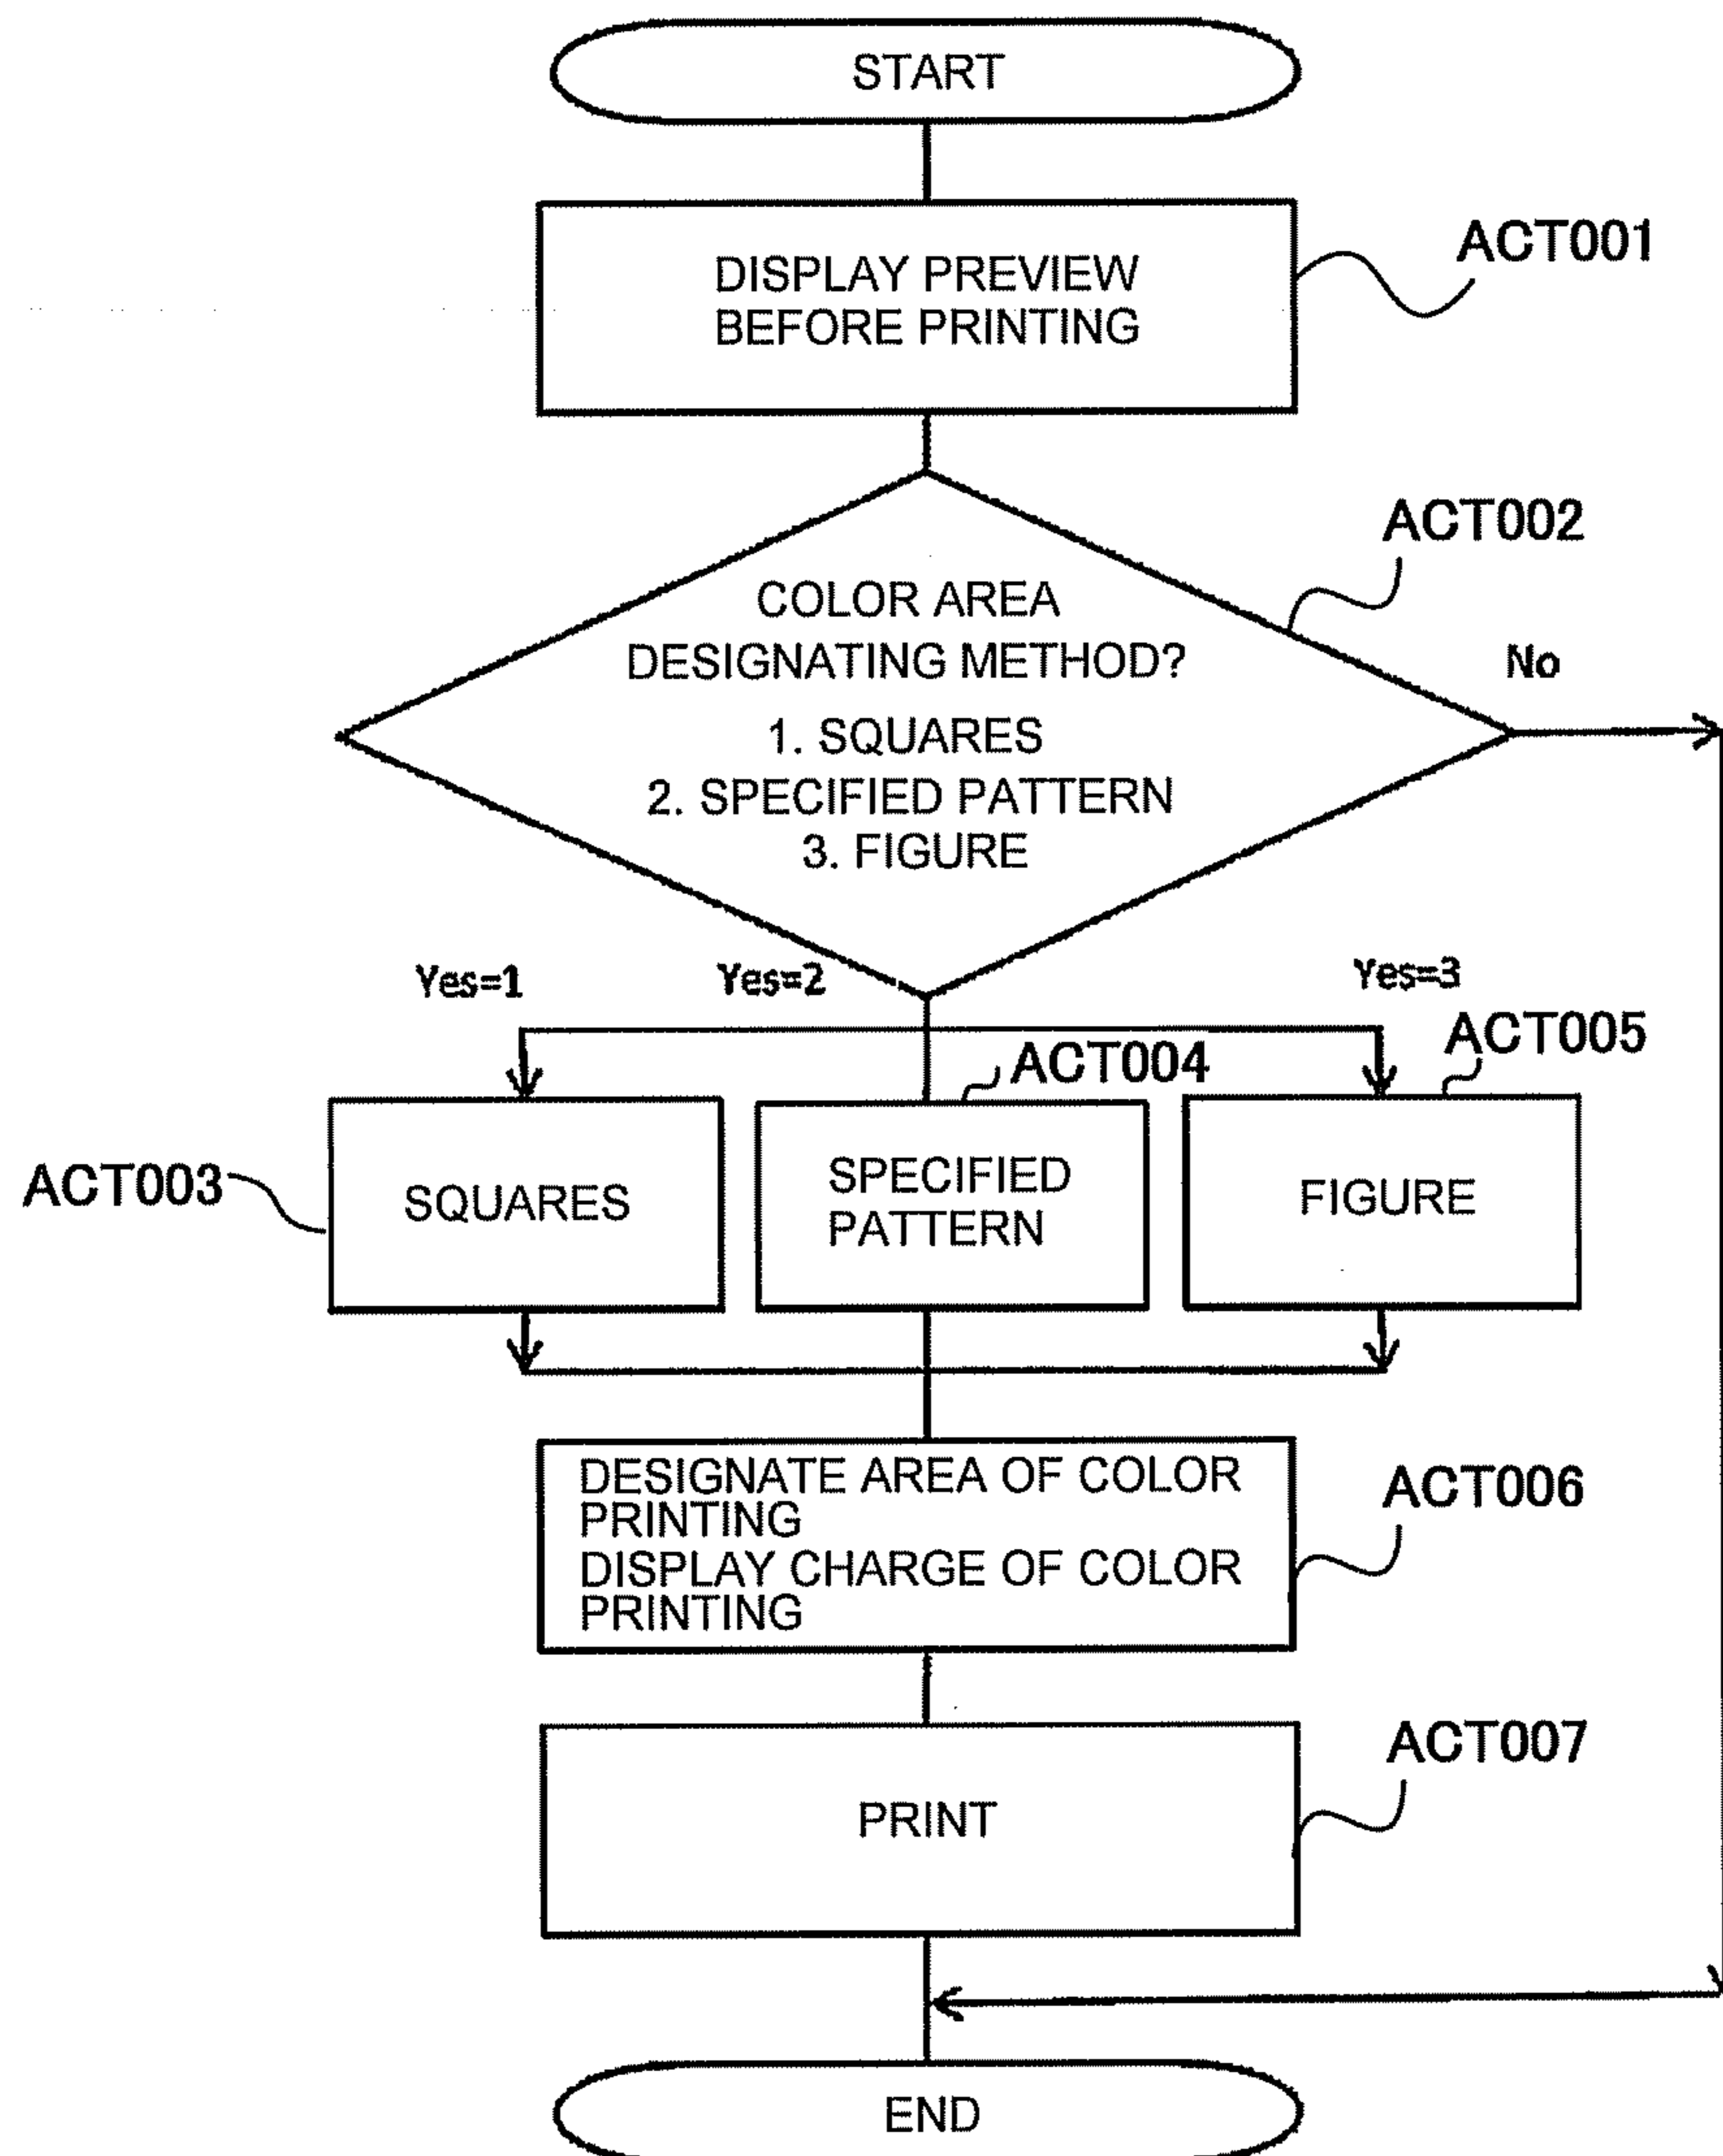 START
DISPLAY PREVIEW
BEFORE PRINTING
ACT001
ACT002
COLOR AREA
DESIGNATING METHOD?
1. SQUARES
2. SPECIFIED PATTERN
3. FIGURE
No
Yes=1
Yes=2
Yes=3
ACT003
SQUARES
ACT004
SPECIFIED
PATTERN
ACT005
FIGURE
DESIGNATE AREA OF COLOR
PRINTING
DISPLAY CHARGE OF COLOR
PRINTING
ACT006
PRINT
ACT007
END